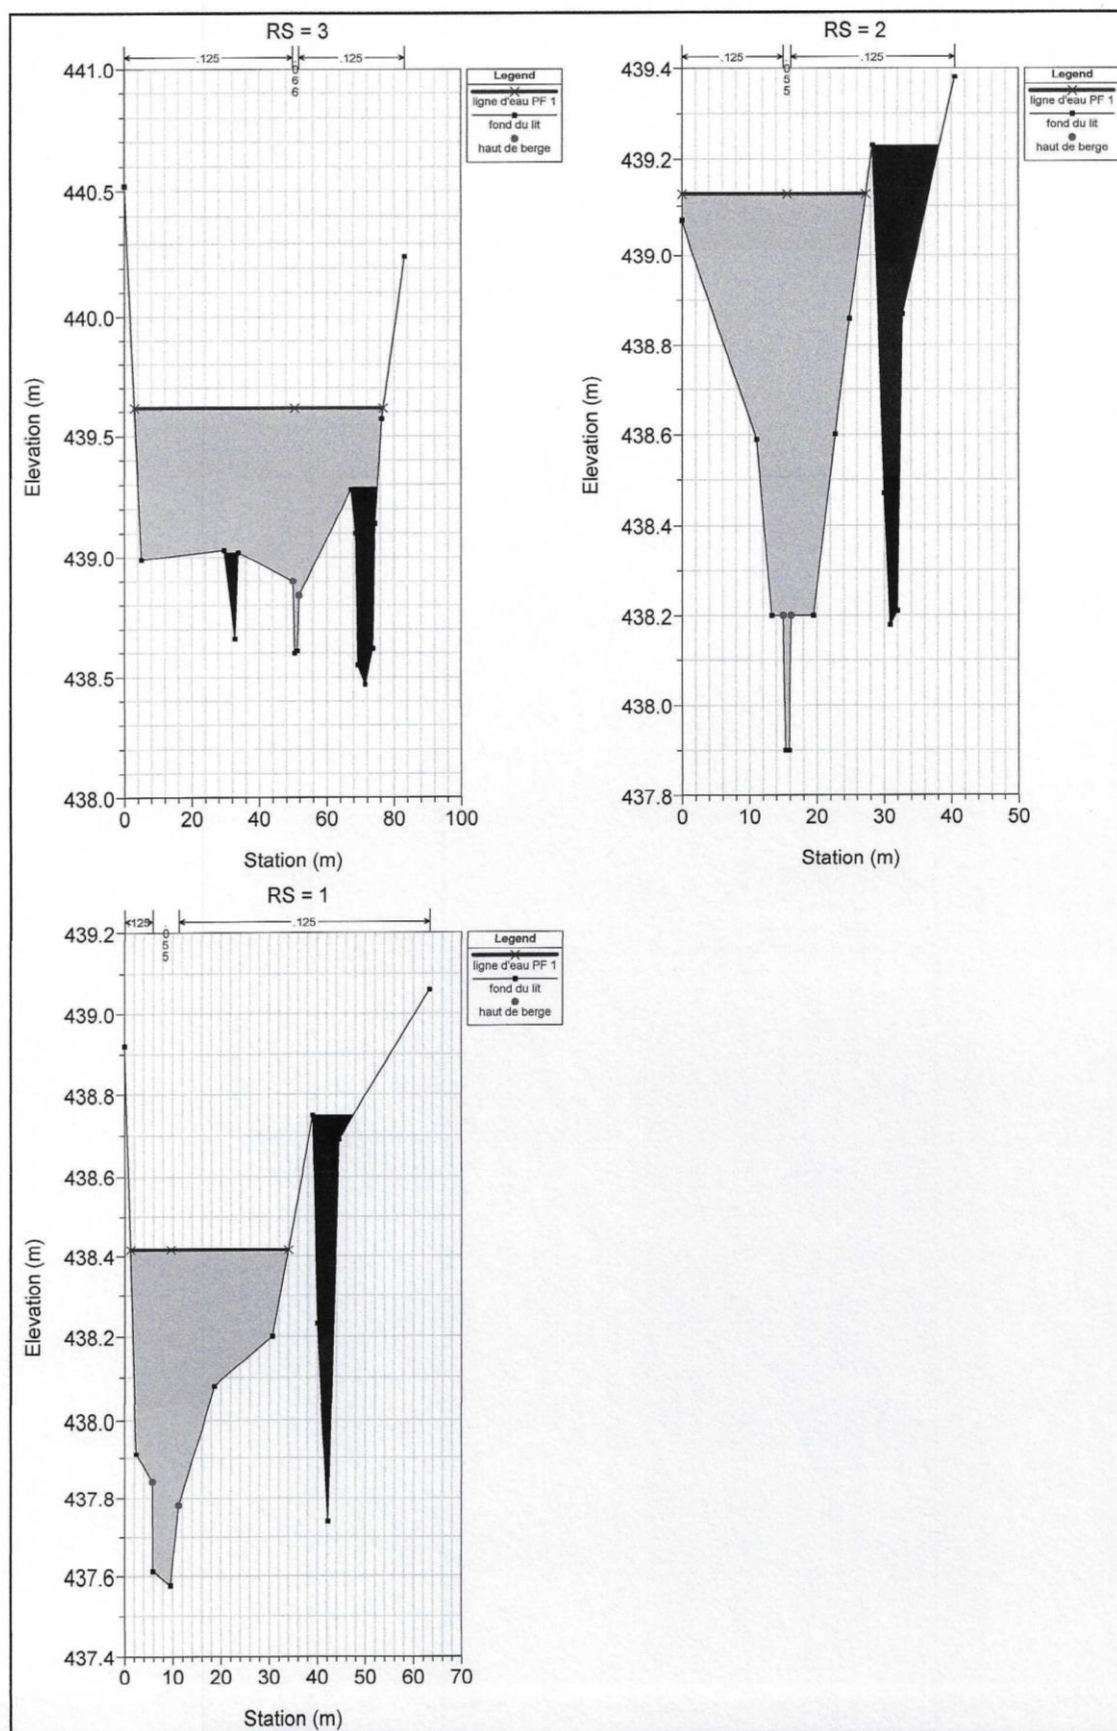 RS = 3
.125
.066
.125
Legend
ligne d'eau PF 1
fond du lit
haut de berge
Elevation (m)
441.0
440.5
440.0
439.5
439.0
438.5
438.0
0 20 40 60 80 100
Station (m)
RS = 2
.125
.055
.125
Legend
ligne d'eau PF 1
fond du lit
haut de berge
Elevation (m)
439.4
439.2
439.0
438.8
438.6
438.4
438.2
438.0
437.8
0 10 20 30 40 50
Station (m)
RS = 1
.125
.055
.125
Legend
ligne d'eau PF 1
fond du lit
haut de berge
Elevation (m)
439.2
439.0
438.8
438.6
438.4
438.2
438.0
437.8
437.6
437.4
0 10 20 30 40 50 60 70
Station (m)